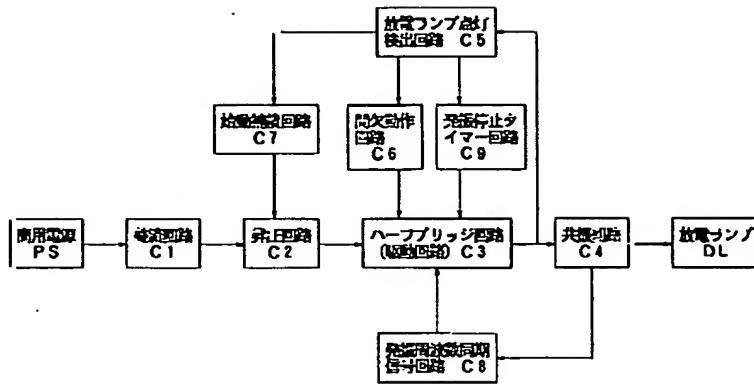 放電ランプ点灯
検出回路 C5
始動補助回路
C7
間欠動作
回路 C6
発振停止タ
イマー回路
C9
商用電源
PS
整流回路
C1
昇圧回路
C2
ハーフブリッジ回路
(駆動回路) C3
共振回路
C4
放電ランプ
DL
発振周波数同期
信号回路 C8